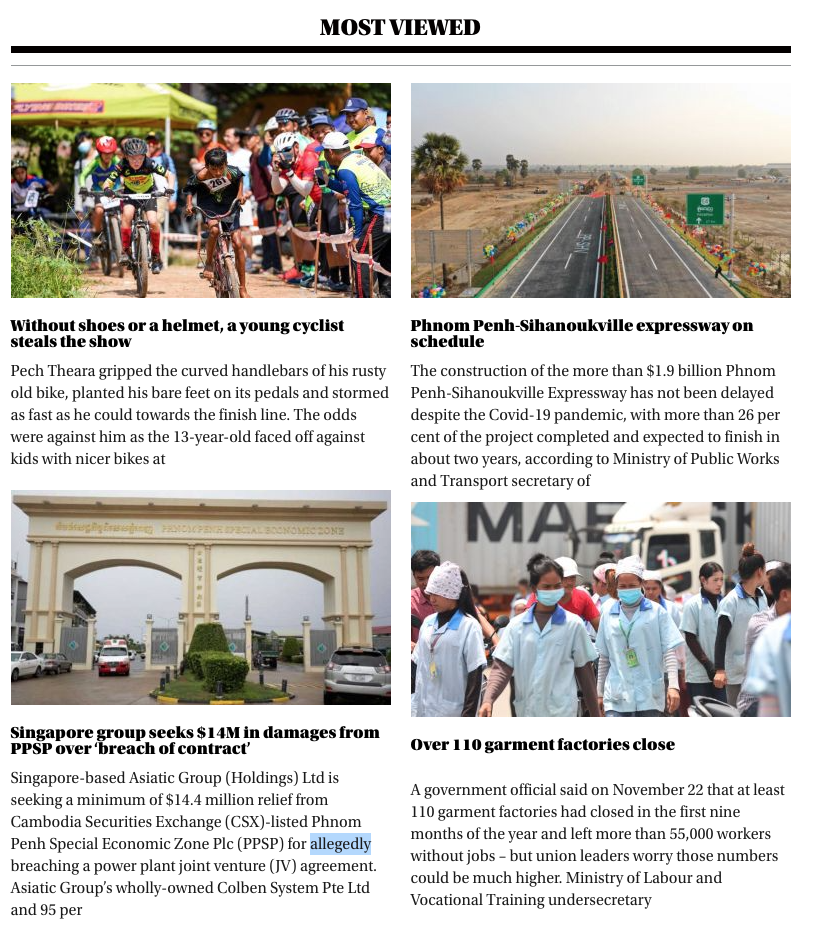 MOST VIEWED
261
Without shoes or a helmet, a young cyclist
steals the show
Pech Theara gripped the curved handlebars of his rusty
old bike, planted his bare feet on its pedals and stormed
as fast as he could towards the finish line. The odds
were against him as the 13-year-old faced off against
kids with nicer bikes at
Phnom Penh-Sihanoukville expressway on
schedule
The construction of the more than $1.9 billion Phnom
Penh-Sihanoukville Expressway has not been delayed
despite the Covid-19 pandemic, with more than 26 per
cent of the project completed and expected to finish in
about two years, according to Ministry of Public Works
and Transport secretary of
PHNOM PENH SPECIAL ECONOMIC ZONE
Singapore group seeks $14M in damages from
PPSP over ‘breach of contract’
Singapore-based Asiatic Group (Holdings) Ltd is
seeking a minimum of $14.4 million relief from
Cambodia Securities Exchange (CSX)-listed Phnom
Penh Special Economic Zone Plc (PPSP) for allegedly
breaching a power plant joint venture (JV) agreement.
Asiatic Group’s wholly-owned Colben System Pte Ltd
and 95 per
Over 110 garment factories close
A government official said on November 22 that at least
110 garment factories had closed in the first nine
months of the year and left more than 55,000 workers
without jobs – but union leaders worry those numbers
could be much higher. Ministry of Labour and
Vocational Training undersecretary